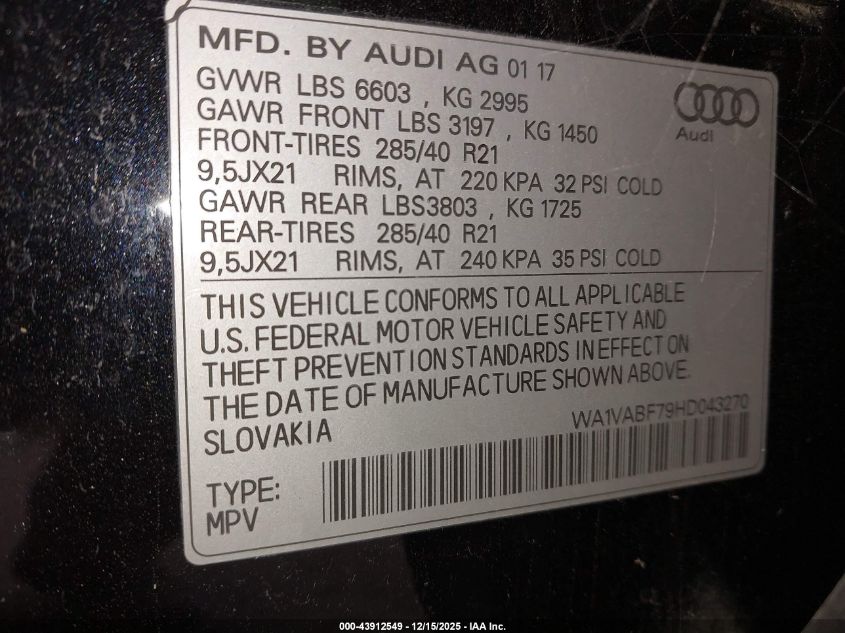 MFD. BY AUDI AG 01 17
GVWR LBS 6603 , KG 2995
GAWR FRONT LBS 3197 , KG 1450
FRONT-TIRES 285/40 R21
9,5JX21 RIMS, AT 220 KPA 32 PSI COLD
GAWR REAR LBS3803 , KG 1725
REAR-TIRES 285/40 R21
9,5JX21 RIMS, AT 240 KPA 35 PSI COLD
Audi
THIS VEHICLE CONFORMS TO ALL APPLICABLE
U.S. FEDERAL MOTOR VEHICLE SAFETY AND
THEFT PREVENTION STANDARDS IN EFFECT ON
THE DATE OF MANUFACTURE SHOWN ABOVE.
SLOVAKIA
WA1VABF79HD043270
TYPE:
MPV
000-43912549 - 12/15/2025 - IAA Inc.